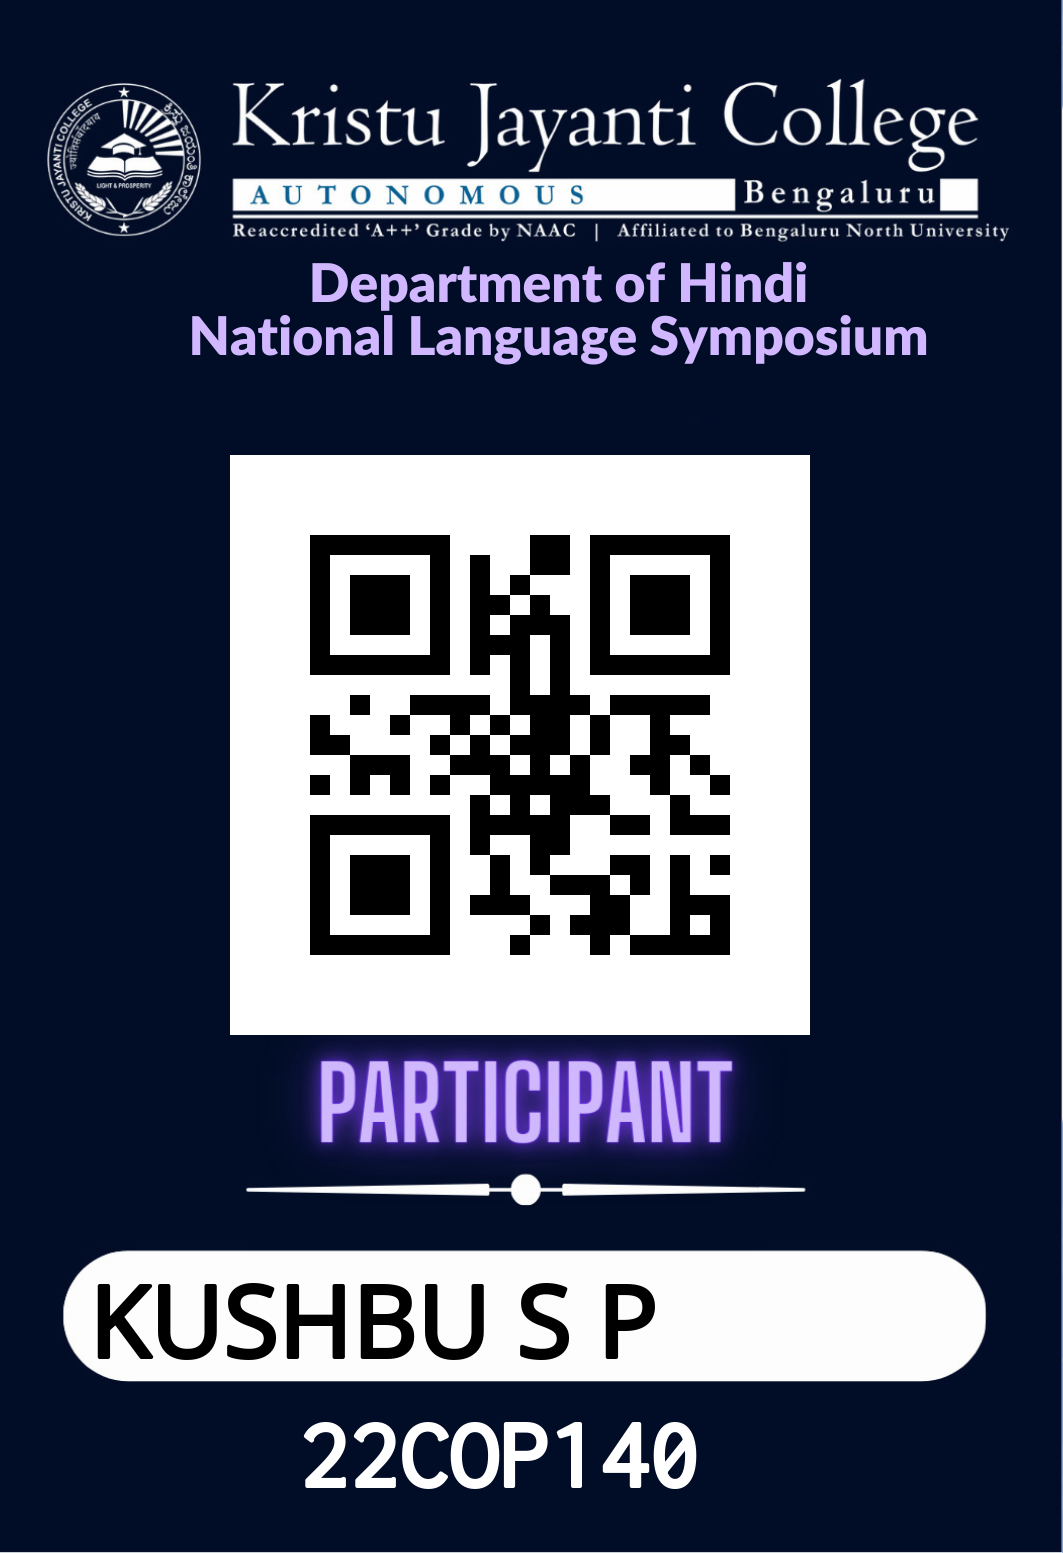 KRISTU JAYANTI COLLEGE
LIGHT & PROSPERITY
Kristu Jayanti College
AUTONOMOUS Bengaluru
Reaccredited ‘A++’ Grade by NAAC | Affiliated to Bengaluru North University
Department of Hindi
National Language Symposium
PARTICIPANT
KUSHBU S P
22COP140